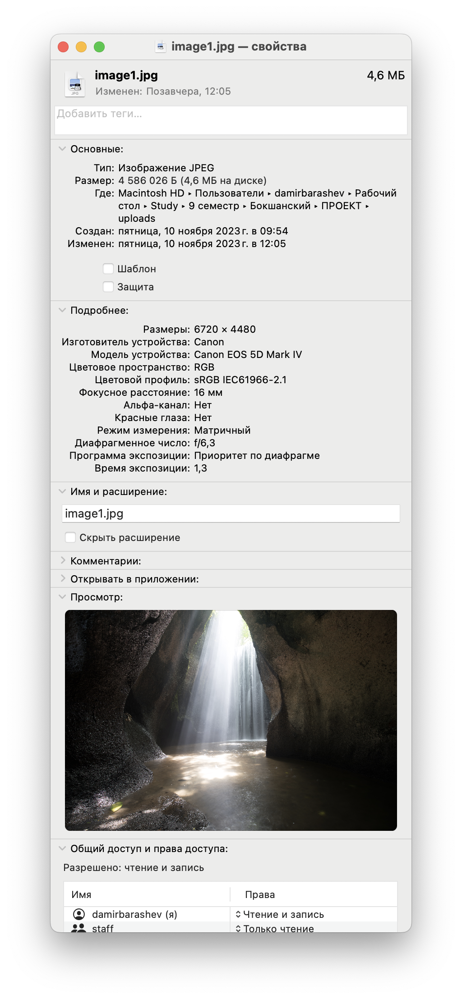 image1.jpg — свойства
image1.jpg
4,6 МБ
Изменен: Позавчера, 12:05
JPG
Добавить теги...
Основные:
Тип: Изображение JPEG
Размер: 4 586 026 Б (4,6 МБ на диске)
Где: Macintosh HD ▸ Пользователи ▸ damirbarashev ▸ Рабочий
стол ▸ Study ▸ 9 семестр ▸ Бокшанский ▸ ПРОЕКТ ▸
uploads
Создан: пятница, 10 ноября 2023 г. в 09:54
Изменен: пятница, 10 ноября 2023 г. в 12:05
Шаблон
Защита
Подробнее:
Размеры: 6720 × 4480
Изготовитель устройства: Canon
Модель устройства: Canon EOS 5D Mark IV
Цветовое пространство: RGB
Цветовой профиль: sRGB IEC61966-2.1
Фокусное расстояние: 16 мм
Альфа-канал: Нет
Красные глаза: Нет
Режим измерения: Матричный
Диафрагменное число: f/6,3
Программа экспозиции: Приоритет по диафрагме
Время экспозиции: 1,3
Имя и расширение:
image1.jpg
Скрыть расширение
Комментарии:
Открывать в приложении:
Просмотр:
Общий доступ и права доступа:
Разрешено: чтение и запись
Имя Права
damirbarashev (я) Чтение и запись
staff Только чтение